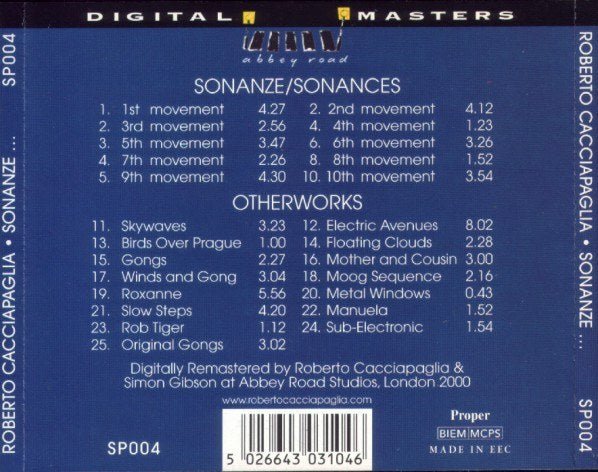 DIGITAL MASTERS
abbey road
SONANZE/SONANCES
1. 1st movement 4.27 2. 2nd movement 4.12
2. 3rd movement 2.56 4. 4th movement 1.23
3. 5th movement 3.47 6. 6th movement 3.26
4. 7th movement 2.26 8. 8th movement 1.52
5. 9th movement 4.30 10. 10th movement 3.54
OTHERWORKS
11. Skywaves 3.23 12. Electric Avenues 8.02
13. Birds Over Prague 1.00 14. Floating Clouds 2.28
15. Gongs 2.27 16. Mother and Cousin 3.00
17. Winds and Gong 3.04 18. Moog Sequence 2.16
19. Roxanne 5.56 20. Metal Windows 0.43
21. Slow Steps 4.20 22. Manuela 1.52
23. Rob Tiger 1.12 24. Sub-Electronic 1.54
25. Original Gongs 3.02
Digitally Remastered by Roberto Cacciapaglia &
Simon Gibson at Abbey Road Studios, London 2000
www.robertocacciapaglia.com
SP004
5 026643 031046
Proper
BIEM MCPS
MADE IN EEC
ROBERTO CACCIAPAGLIA • SONANZE ... SP004
ROBERTO CACCIAPAGLIA • SONANZE ... SP004